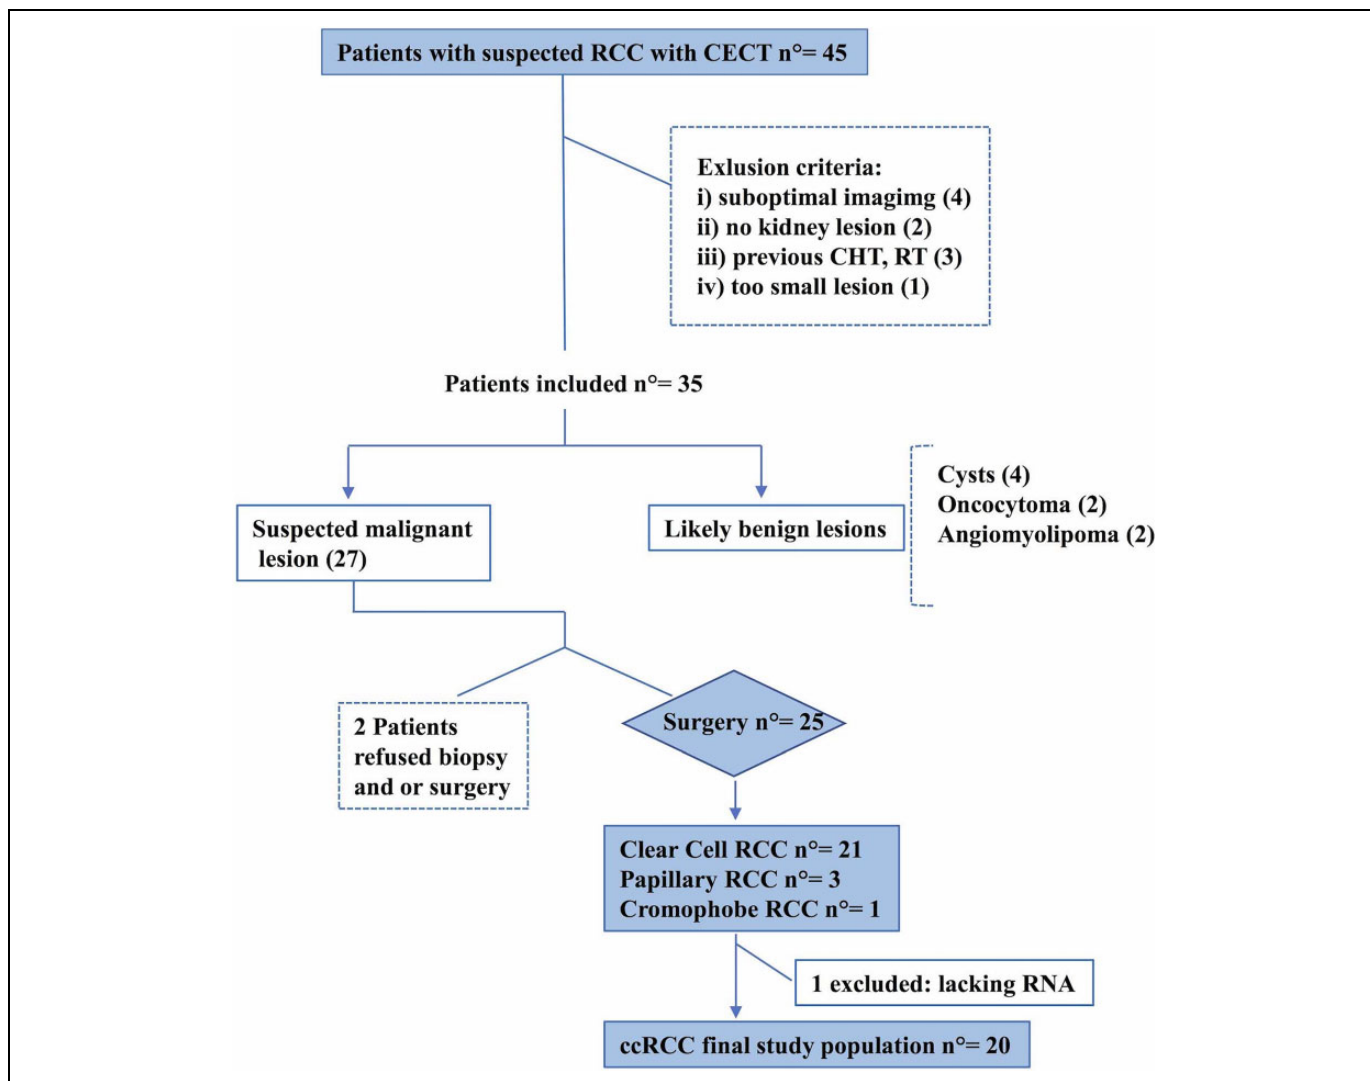 Patients with suspected RCC with CECT n°= 45
Exlusion criteria:
i) suboptimal imagimg (4)
ii) no kidney lesion (2)
iii) previous CHT, RT (3)
iv) too small lesion (1)
Patients included n°= 35
Suspected malignant
lesion (27)
Likely benign lesions
Cysts (4)
Oncocytoma (2)
Angiomyolipoma (2)
2 Patients
refused biopsy
and or surgery
Surgery n°= 25
Clear Cell RCC n°= 21
Papillary RCC n°= 3
Cromophobe RCC n°= 1
1 excluded: lacking RNA
ccRCC final study population n°= 20